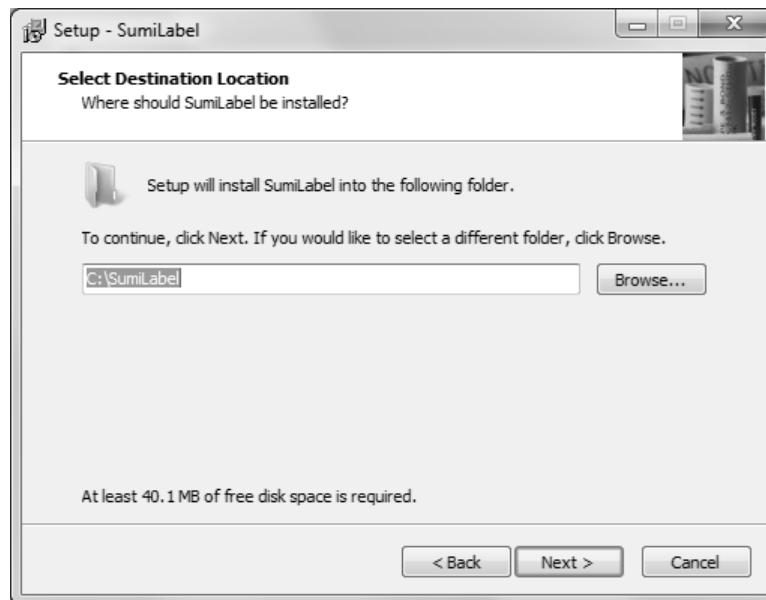 Setup - SumiLabel
Select Destination Location
Where should SumiLabel be installed?
Setup will install SumiLabel into the following folder.
To continue, click Next. If you would like to select a different folder, click Browse.
C:\SumiLabel
Browse...
At least 40.1 MB of free disk space is required.
< Back
Next >
Cancel